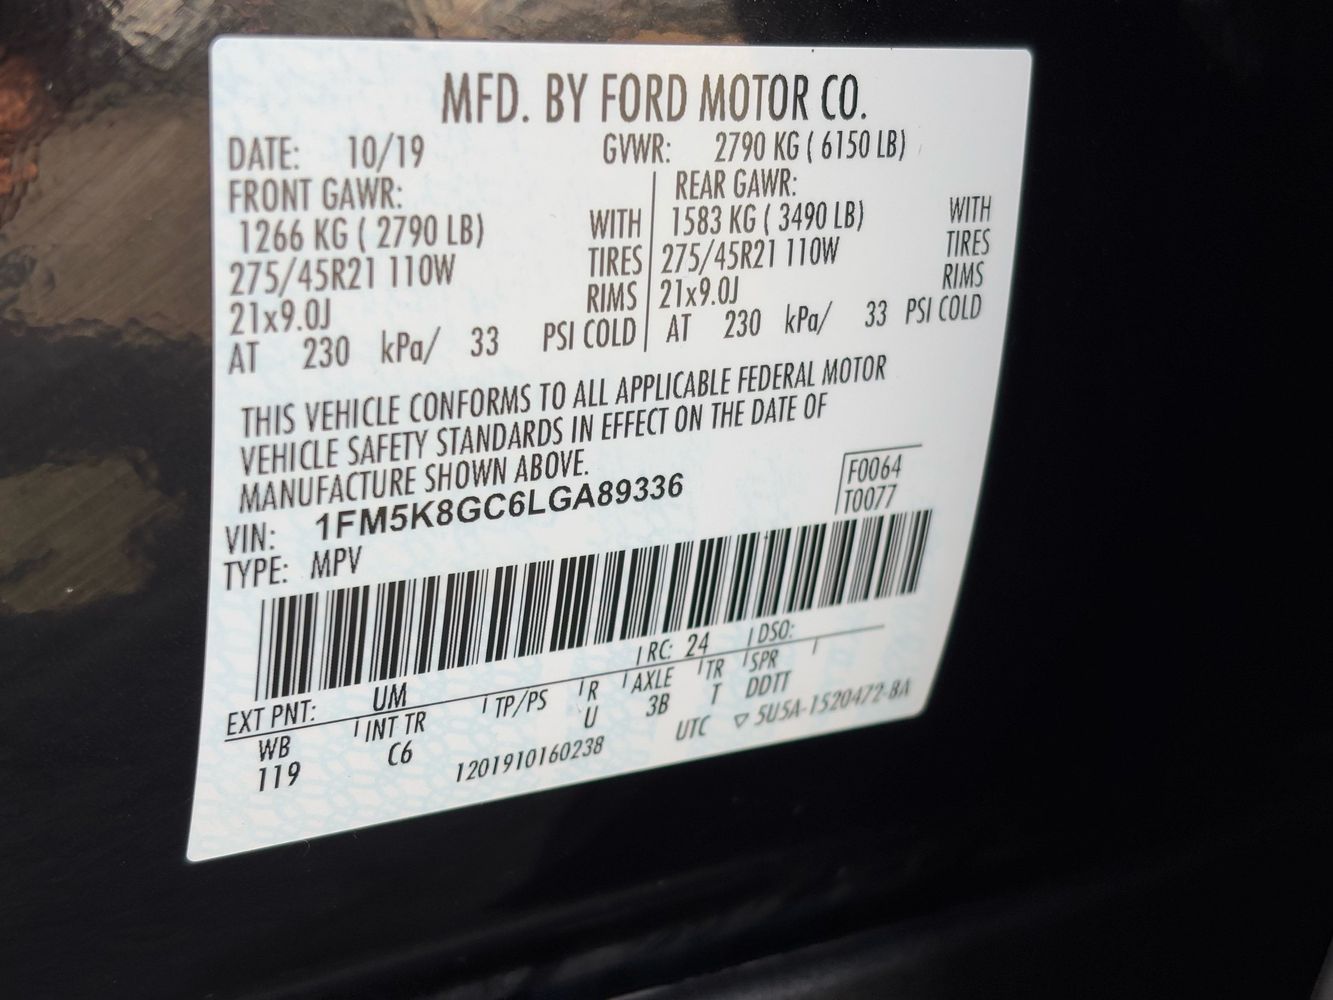 MFD. BY FORD MOTOR CO.
DATE: 10/19 GVWR: 2790 KG ( 6150 LB)
FRONT GAWR: REAR GAWR:
1266 KG ( 2790 LB) WITH 1583 KG ( 3490 LB) WITH
275/45R21 110W TIRES 275/45R21 110W TIRES
21x9.0J RIMS 21x9.0J RIMS
AT 230 kPa/ 33 PSI COLD AT 230 kPa/ 33 PSI COLD
THIS VEHICLE CONFORMS TO ALL APPLICABLE FEDERAL MOTOR
VEHICLE SAFETY STANDARDS IN EFFECT ON THE DATE OF
MANUFACTURE SHOWN ABOVE.
VIN: 1FM5K8GC6LGA89336 F0064
TYPE: MPV T0077
EXT PNT: UM RC: 24 DSO:
WB INT TR TP/PS R AXLE TR SPR
119 C6 U 3B T DDTT
1201910160238 UTC ▽ 5U5A-1520472-BA